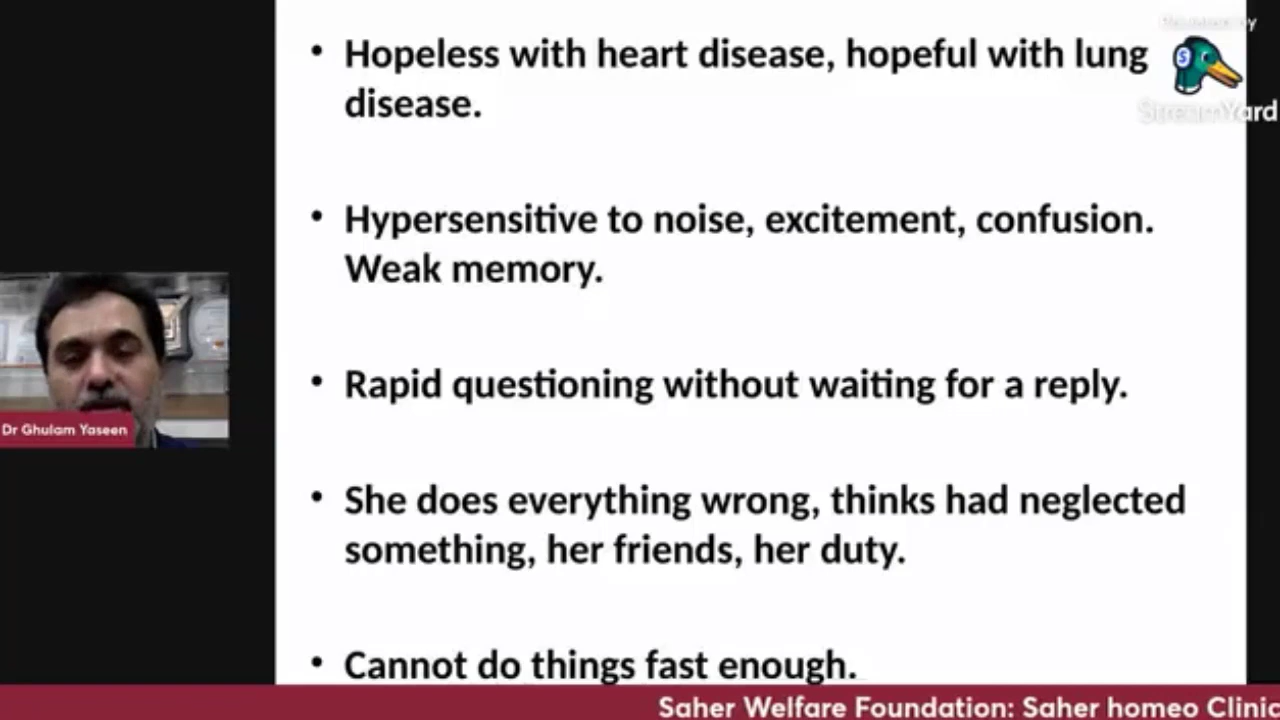 Powered by
StreamYard
• Hopeless with heart disease, hopeful with lung
disease.
• Hypersensitive to noise, excitement, confusion.
Weak memory.
• Rapid questioning without waiting for a reply.
• She does everything wrong, thinks had neglected
something, her friends, her duty.
• Cannot do things fast enough.
Dr Ghulam Yaseen
Saher Welfare Foundation: Saher homeo Clinic